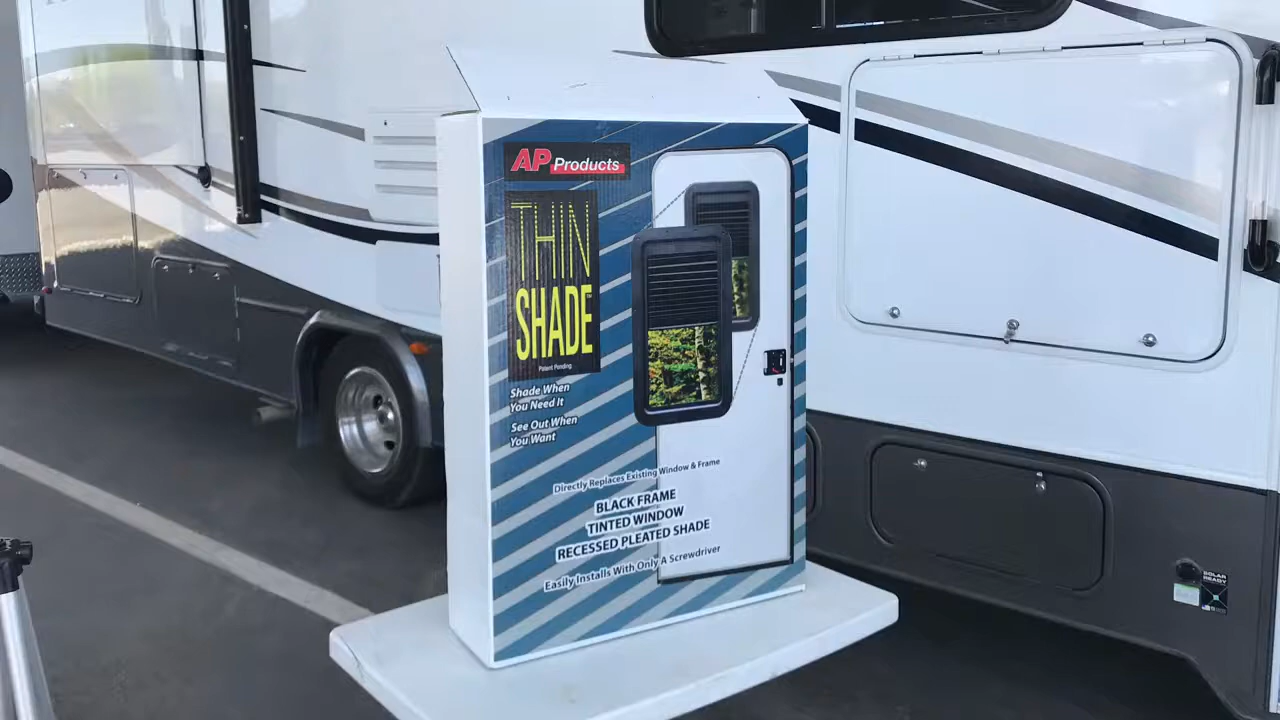 AP Products
THIN
SHADE
Patent Pending
Shade When
You Need It
See Out When
You Want
Directly Replaces Existing Window & Frame
BLACK FRAME
TINTED WINDOW
RECESSED PLEATED SHADE
Easily Installs With Only A Screwdriver
SOLAR
READY